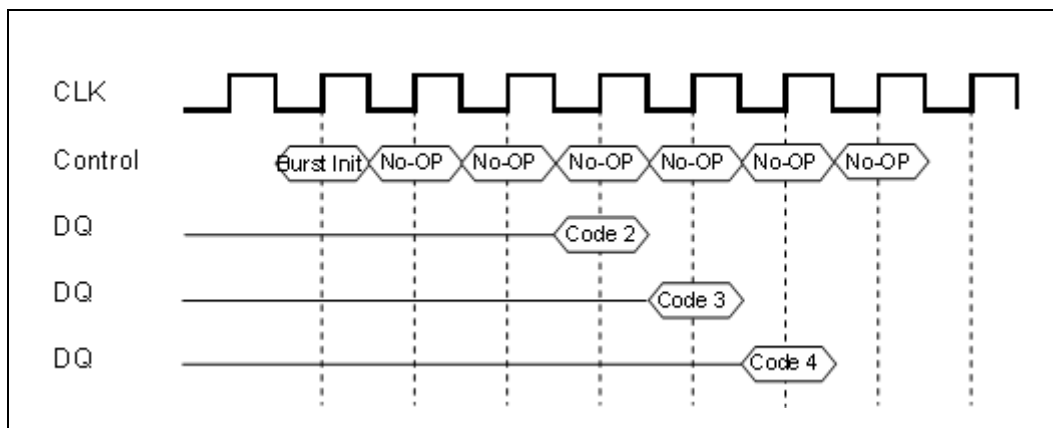 CLK
Control Burst Init No-OP No-OP No-OP No-OP No-OP No-OP
DQ Code 2
DQ Code 3
DQ Code 4